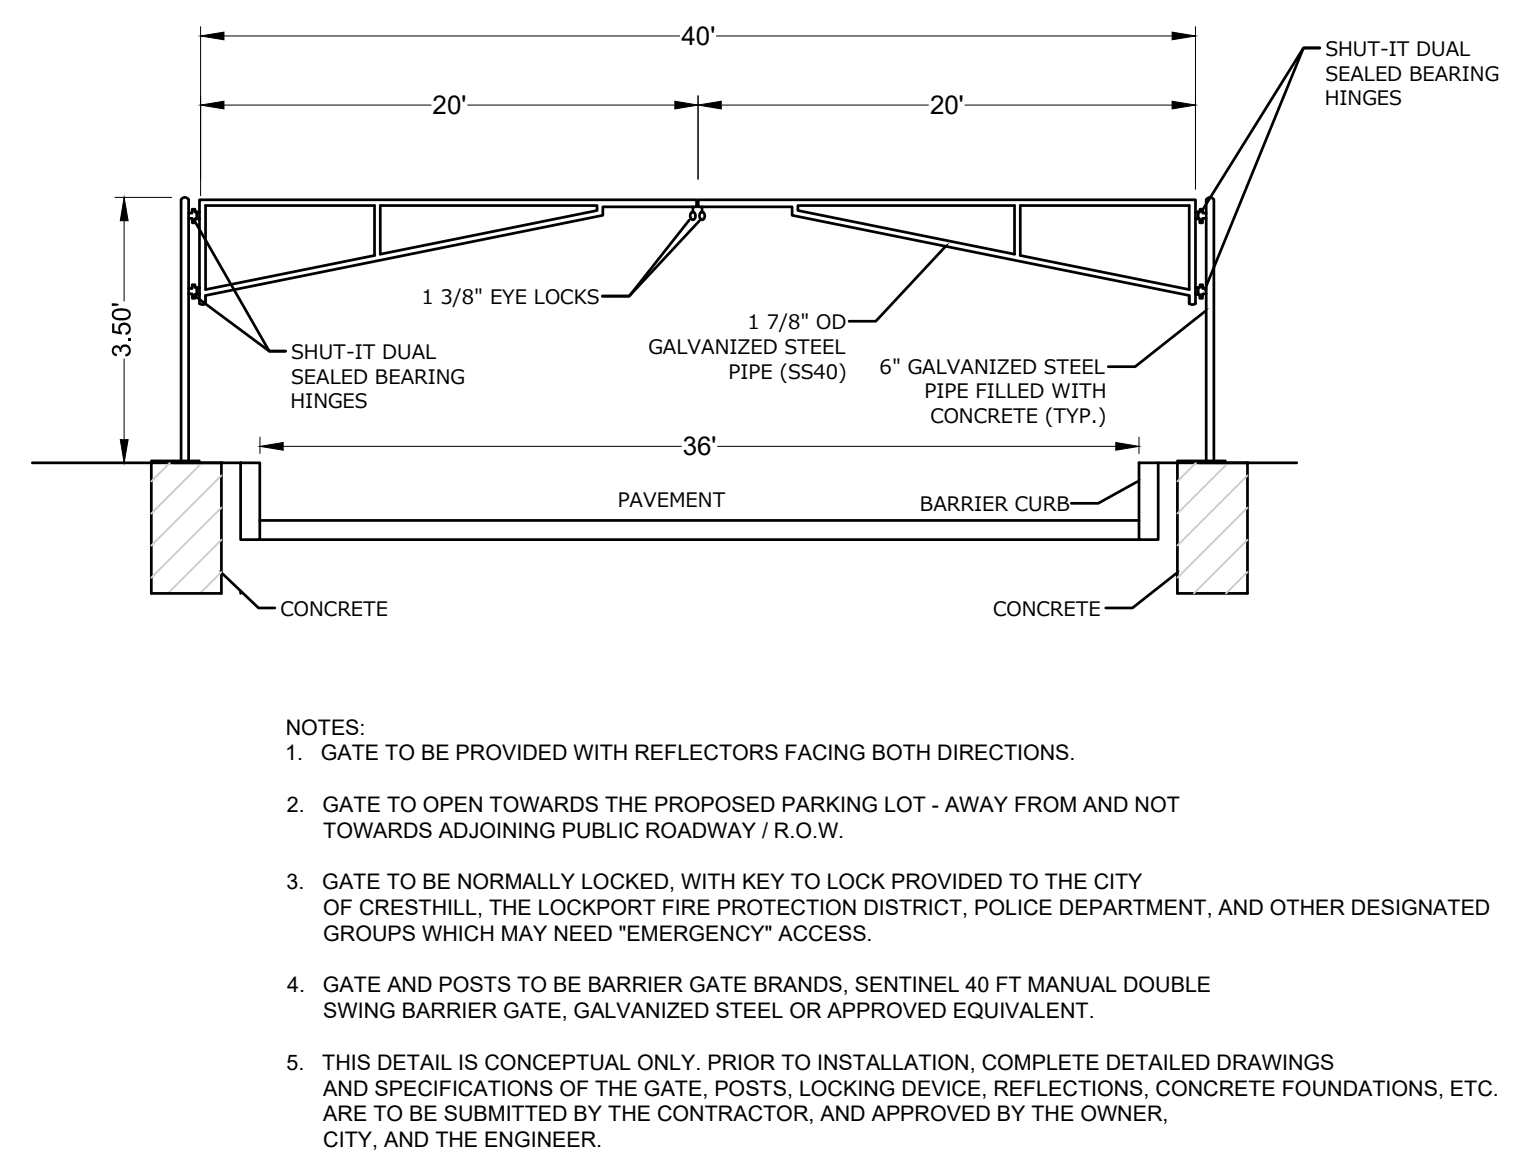 40'
SHUT-IT DUAL
SEALED BEARING
HINGES
20'
20'
3.50'
1 3/8" EYE LOCKS
1 7/8" OD
GALVANIZED STEEL
PIPE (SS40)
SHUT-IT DUAL
SEALED BEARING
HINGES
6" GALVANIZED STEEL
PIPE FILLED WITH
CONCRETE (TYP.)
36'
PAVEMENT
BARRIER CURB
CONCRETE
CONCRETE
NOTES:
1. GATE TO BE PROVIDED WITH REFLECTORS FACING BOTH DIRECTIONS.
2. GATE TO OPEN TOWARDS THE PROPOSED PARKING LOT - AWAY FROM AND NOT
TOWARDS ADJOINING PUBLIC ROADWAY / R.O.W.
3. GATE TO BE NORMALLY LOCKED, WITH KEY TO LOCK PROVIDED TO THE CITY
OF CRESTHILL, THE LOCKPORT FIRE PROTECTION DISTRICT, POLICE DEPARTMENT, AND OTHER DESIGNATED
GROUPS WHICH MAY NEED "EMERGENCY" ACCESS.
4. GATE AND POSTS TO BE BARRIER GATE BRANDS, SENTINEL 40 FT MANUAL DOUBLE
SWING BARRIER GATE, GALVANIZED STEEL OR APPROVED EQUIVALENT.
5. THIS DETAIL IS CONCEPTUAL ONLY. PRIOR TO INSTALLATION, COMPLETE DETAILED DRAWINGS
AND SPECIFICATIONS OF THE GATE, POSTS, LOCKING DEVICE, REFLECTIONS, CONCRETE FOUNDATIONS, ETC.
ARE TO BE SUBMITTED BY THE CONTRACTOR, AND APPROVED BY THE OWNER,
CITY, AND THE ENGINEER.